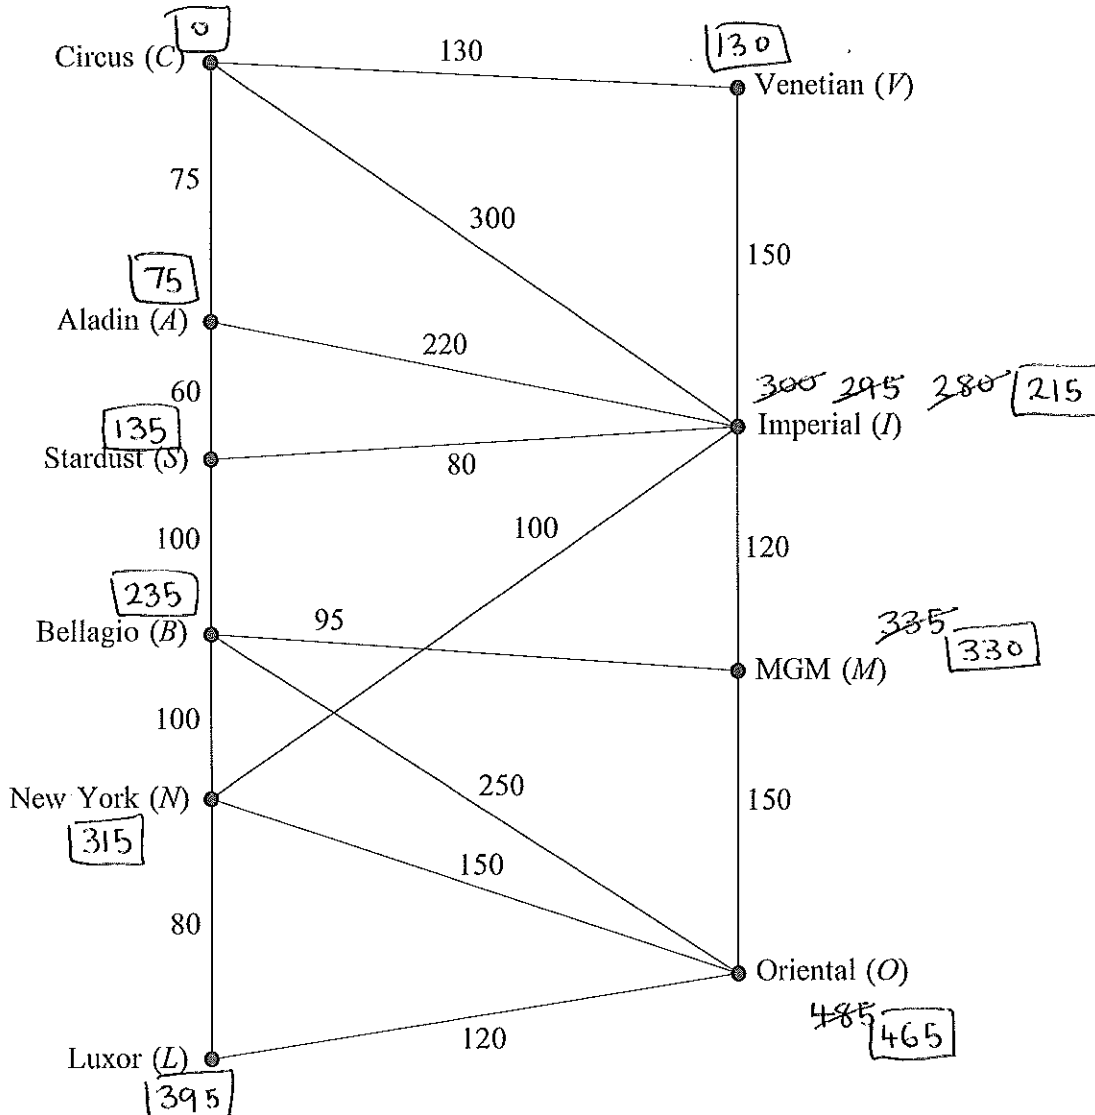 0
130
Circus (C)
130
Venetian (V)
75
300
150
75
Aladin (A)
220
60
300 295 280 215
135
Imperial (I)
Stardust (S)
80
100
100
120
235
95
335
Bellagio (B)
330
MGM (M)
100
250
New York (N)
150
315
150
80
Oriental (O)
485 465
120
Luxor (L)
395